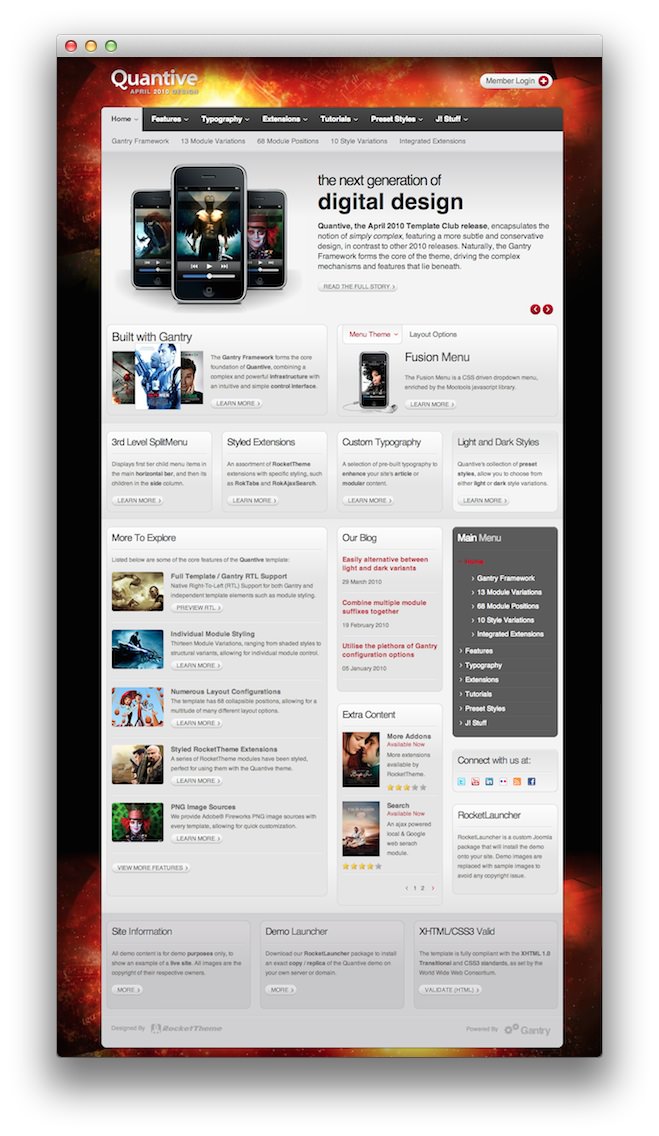 Quantive
APRIL 2010 DESIGN
Member Login
Home Features Typography Extensions Tutorials Preset Styles J! Stuff
Gantry Framework 13 Module Variations 68 Module Positions 10 Style Variations Integrated Extensions
the next generation of
digital design
Quantive, the April 2010 Template Club release, encapsulates the
notion of simply complex, featuring a more subtle and conservative
design, in contrast to other 2010 releases. Naturally, the Gantry
Framework forms the core of the theme, driving the complex
mechanisms and features that lie beneath.
READ THE FULL STORY
Built with Gantry
The Gantry Framework forms the core
foundation of Quantive, combining a
complex and powerful infrastructure with
an intuitive and simple control interface.
LEARN MORE
Menu Theme Layout Options
Fusion Menu
The Fusion Menu is a CSS driven dropdown menu,
enriched by the Mootools javascript library.
LEARN MORE
3rd Level SplitMenu
Displays first tier child menu items in
the main horizontal bar, and then its
children in the side column.
LEARN MORE
Styled Extensions
An assortment of RocketTheme
extensions with specific styling, such
as RokTabs and RokAjaxSearch.
LEARN MORE
Custom Typography
A selection of pre-built typography to
enhance your site's article or
modular content.
LEARN MORE
Light and Dark Styles
Quantive's collection of preset
styles, allow you to choose from
either light or dark style variations.
LEARN MORE
More To Explore
Listed below are some of the core features of the Quantive template:
Full Template / Gantry RTL Support
Native Right-To-Left (RTL) Support for both Gantry and
independent template elements such as module styling.
PREVIEW RTL
Individual Module Styling
Thirteen Module Variations, ranging from shaded styles to
structural variants, allowing for individual module control.
LEARN MORE
Numerous Layout Configurations
The template has 68 collapsible positions, allowing for a
multitude of many different layout options.
LEARN MORE
Styled RocketTheme Extensions
A series of RocketTheme modules have been styled,
perfect for using them with the Quantive theme.
LEARN MORE
PNG Image Sources
We provide Adobe® Fireworks PNG image sources with
every template, allowing for quick customization.
LEARN MORE
VIEW MORE FEATURES
Our Blog
Easily alternative between
light and dark variants
29 March 2010
Combine multiple module
suffixes together
19 February 2010
Utilise the plethora of Gantry
configuration options
05 January 2010
Extra Content
More Addons
Available Now
More extensions
available by
RocketTheme.
Search
Available Now
An ajax powered
local & Google
web serach
module.
1 2
Main Menu
Home
Gantry Framework
13 Module Variations
68 Module Positions
10 Style Variations
Integrated Extensions
Features
Typography
Extensions
Tutorials
Preset Styles
J! Stuff
Connect with us at:
RocketLauncher
RocketLauncher is a custom Joomla
package that will install the demo
onto your site. Demo images are
replaced with sample images to
avoid any copyright issue.
Site Information
All demo content is for demo purposes only, to
show an example of a live site. All images are the
copyright of their respective owners.
MORE
Demo Launcher
Download our RocketLauncher package to install
an exact copy / replica of the Quantive demo on
your own server or domain.
MORE
XHTML/CSS3 Valid
The template is fully compliant with the XHTML 1.0
Transitional and CSS3 standards, as set by the
World Wide Web Consortium.
VALIDATE (HTML)
Designed By RocketTheme
Powered By Gantry